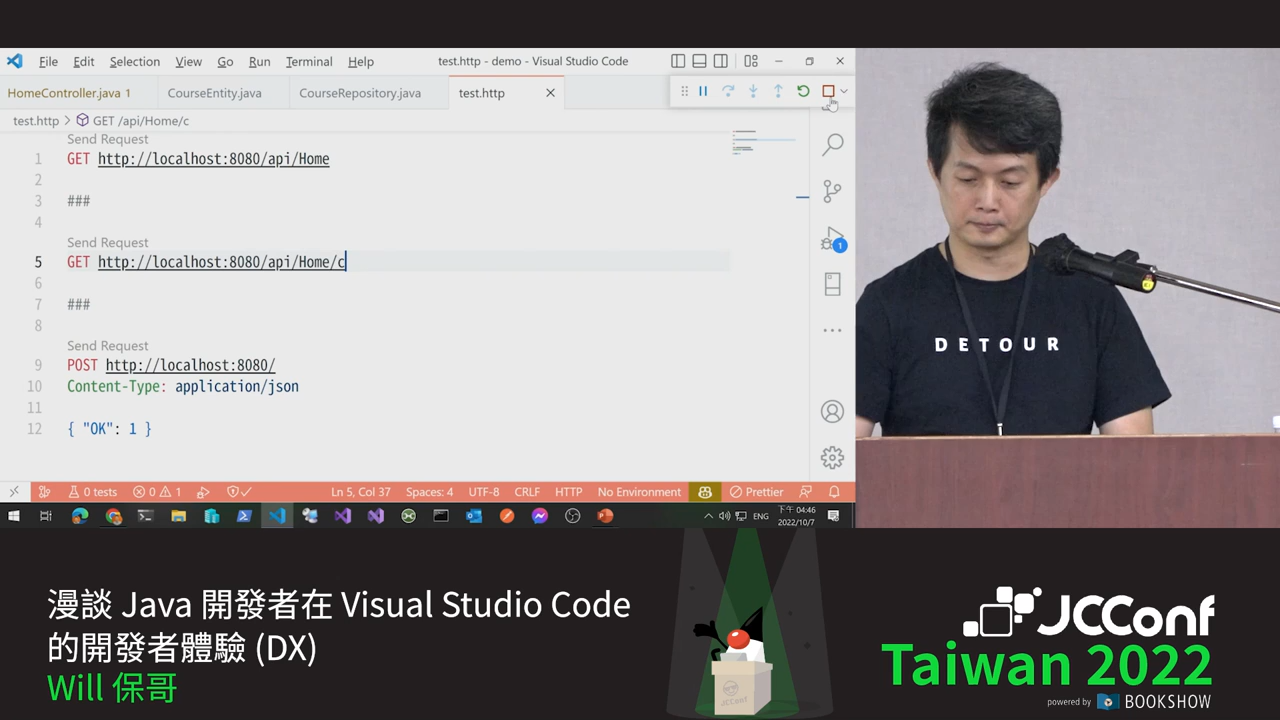 File Edit Selection View Go Run Terminal Help
test.http - demo - Visual Studio Code
HomeController.java 1 CourseEntity.java CourseRepository.java test.http
test.http > GET /api/Home/c
Send Request
1 GET http://localhost:8080/api/Home
2
3 ###
4
Send Request
5 GET http://localhost:8080/api/Home/c
6
7 ###
8
Send Request
9 POST http://localhost:8080/
10 Content-Type: application/json
11
12 { "OK": 1 }
1
0 tests 0 1 Ln 5, Col 37 Spaces: 4 UTF-8 CRLF HTTP No Environment Prettier
ENG 下午 04:46
2022/10/7
DETOUR
漫談 Java 開發者在 Visual Studio Code
的開發者體驗 (DX)
Will 保哥
JCConf
JCConf
Taiwan 2022
powered by BOOKSHOW